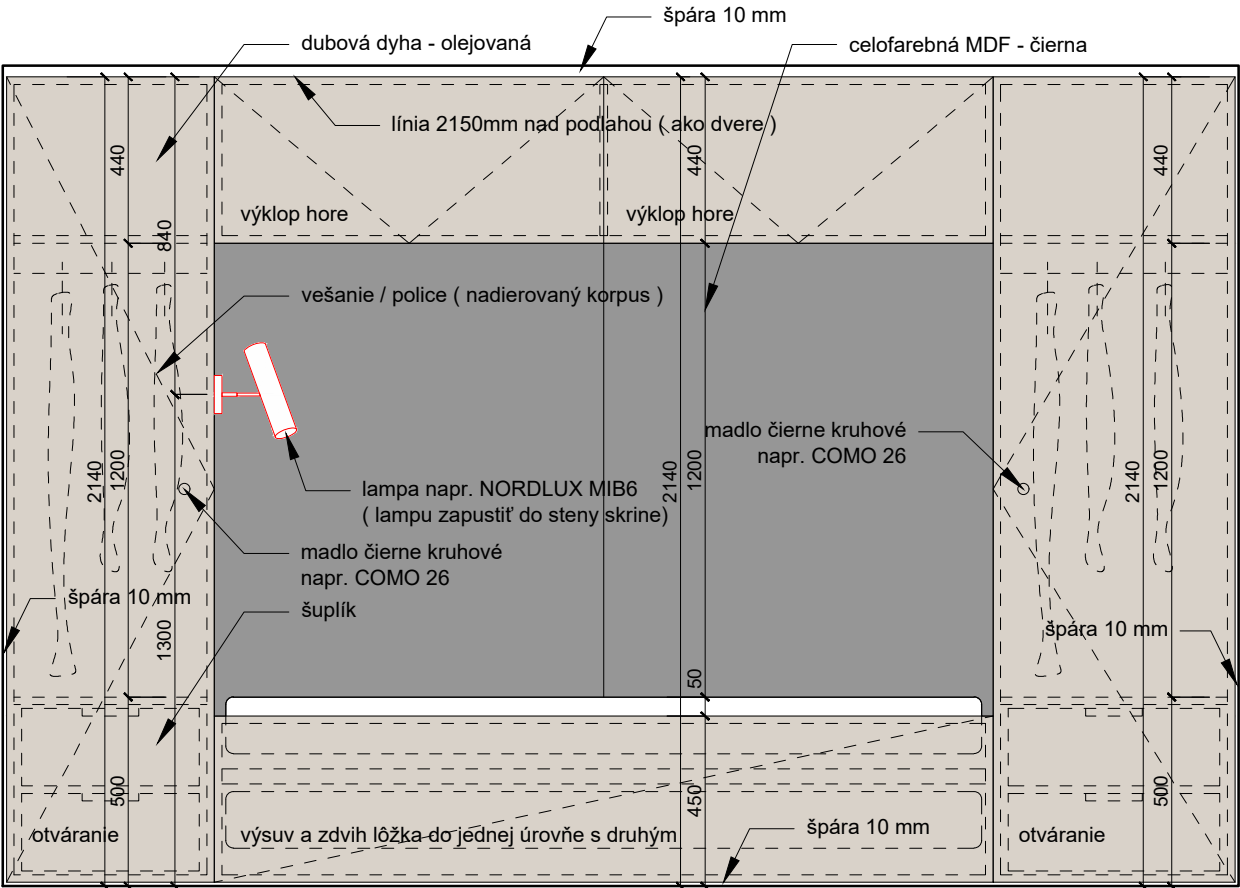 špára 10 mm
dubová dyha - olejovaná
celofarebná MDF - čierna
línia 2150mm nad podlahou ( ako dvere )
440
440
440
výklop hore
výklop hore
840
vešanie / police ( nadierovaný korpus )
madlo čierne kruhové
napr. COMO 26
2140
1200
2140
1200
2140
1200
lampa napr. NORDLUX MIB6
( lampu zapustiť do steny skrine)
madlo čierne kruhové
napr. COMO 26
špára 10 mm
šuplík
1300
špára 10 mm
50
500
450
500
otváranie
výsuv a zdvih lôžka do jednej úrovňe s druhým
špára 10 mm
otváranie